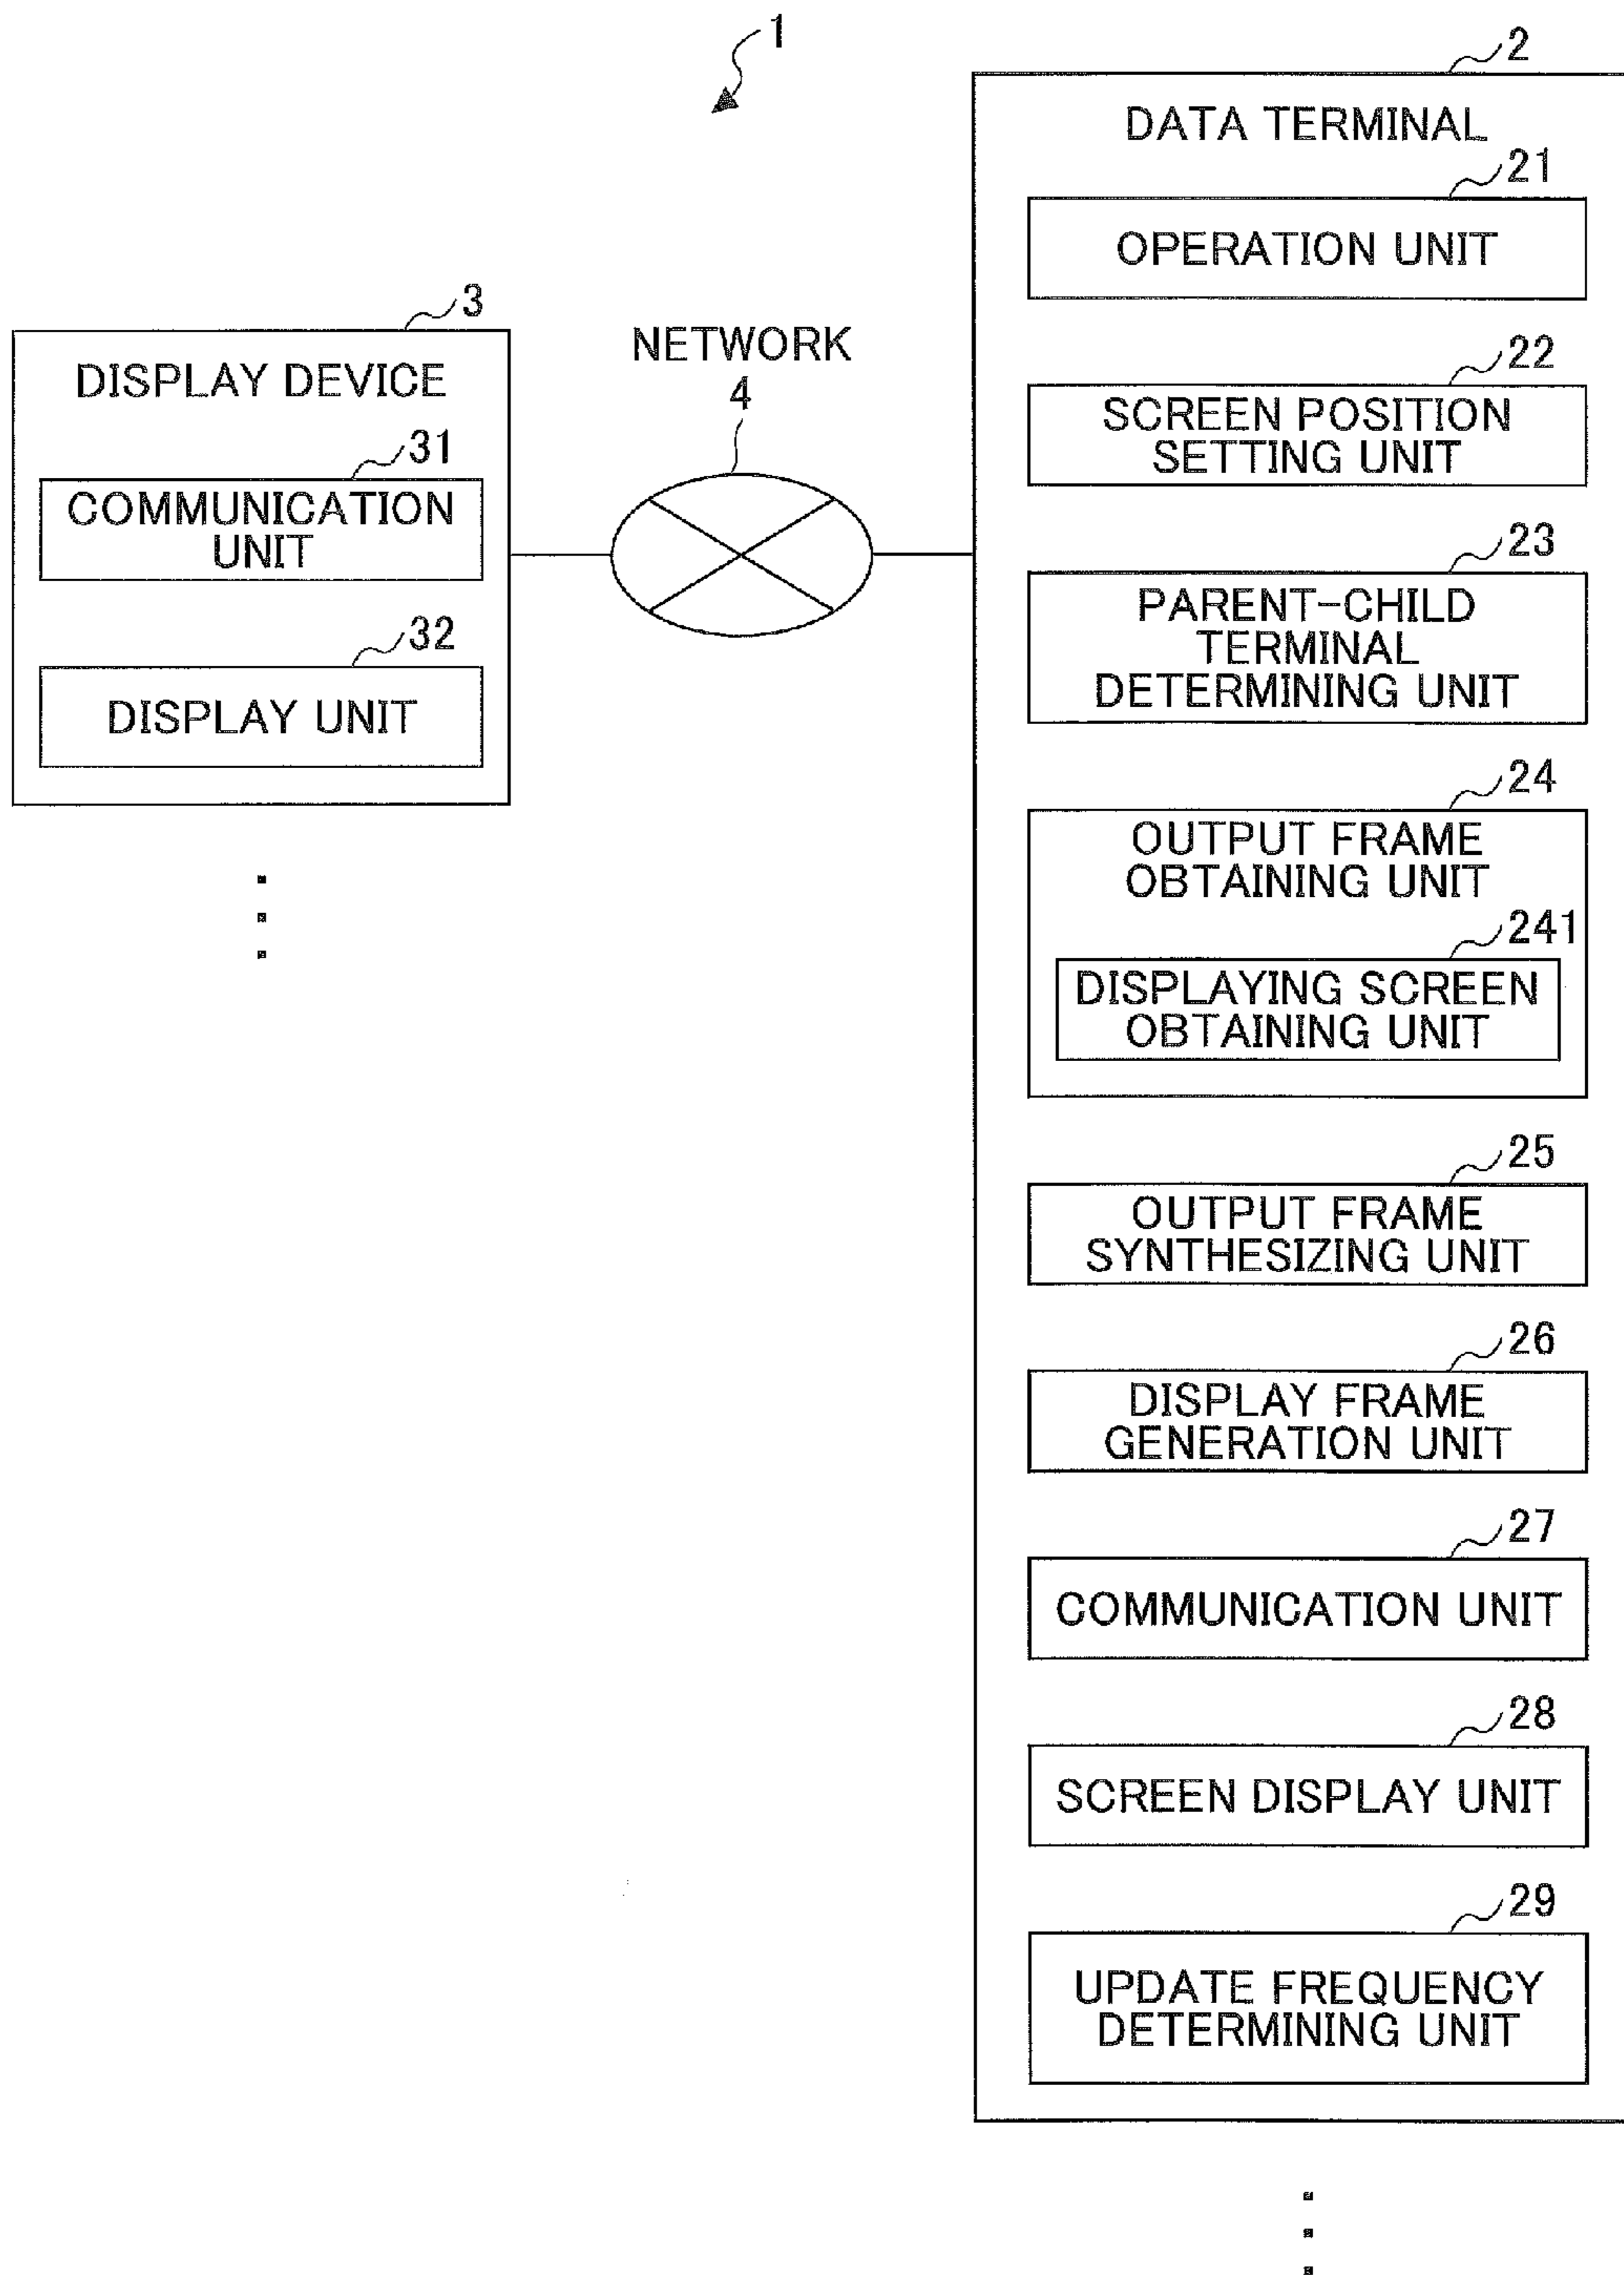 1
2
DATA TERMINAL
21
OPERATION UNIT
22
SCREEN POSITION
SETTING UNIT
23
PARENT-CHILD
TERMINAL
DETERMINING UNIT
24
OUTPUT FRAME
OBTAINING UNIT
241
DISPLAYING SCREEN
OBTAINING UNIT
25
OUTPUT FRAME
SYNTHESIZING UNIT
26
DISPLAY FRAME
GENERATION UNIT
27
COMMUNICATION UNIT
28
SCREEN DISPLAY UNIT
29
UPDATE FREQUENCY
DETERMINING UNIT
3
DISPLAY DEVICE
31
COMMUNICATION
UNIT
32
DISPLAY UNIT
NETWORK
4